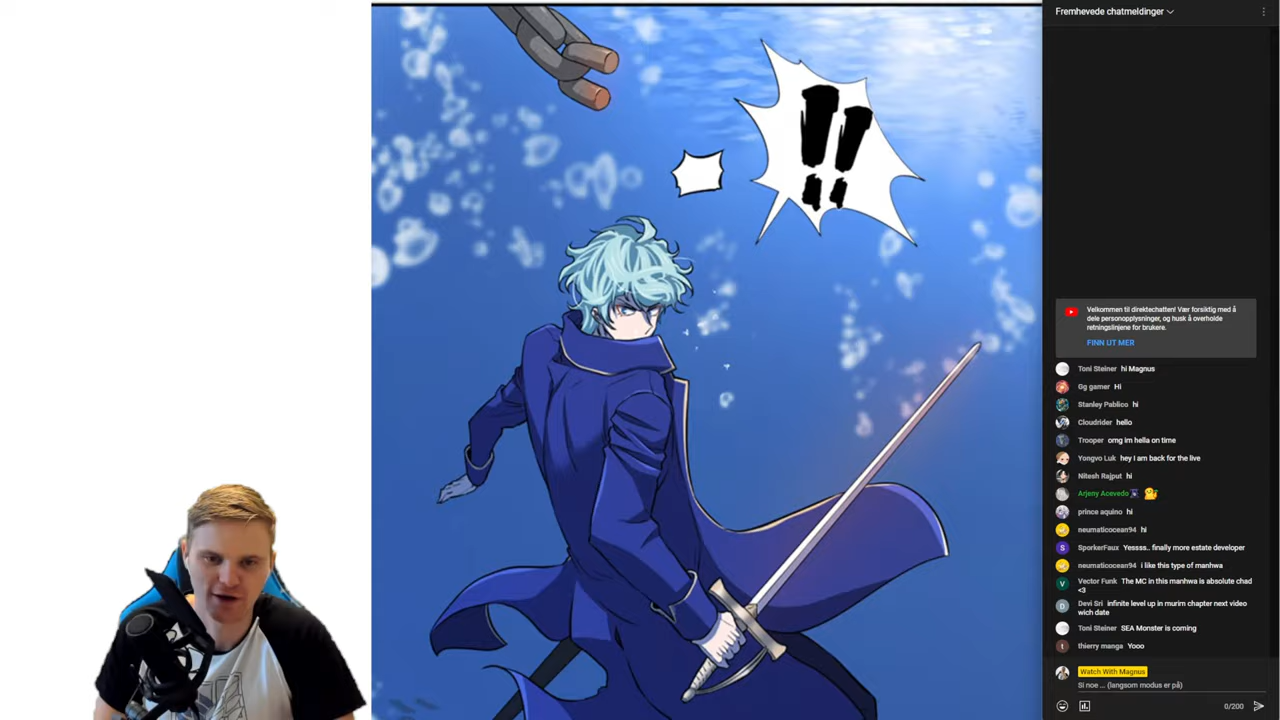 !!
Fremhevede chatmeldinger
Velkommen til direktechatten! Vær forsiktig med å
dele personopplysninger, og husk å overholde
retningslinjene for brukere.
FINN UT MER
Toni Steiner hi Magnus
Gg gamer Hi
Stanley Pablico hi
Cloudrider hello
Trooper omg im hella on time
Yongvo Luk hey I am back for the live
Nitesh Rajput hi
Arjeny Acevedo
prince aquino hi
neumaticocean94 hi
S SporkerFaux Yessss.. finally more estate developer
neumaticocean94 i like this type of manhwa
V Vector Funk The MC in this manhwa is absolute chad
<3
D Devi Sri infinite level up in murim chapter next video
wich date
Toni Steiner SEA Monster is coming
t thierry manga Yooo
Watch With Magnus
Si noe ... (langsom modus er på)
0/200